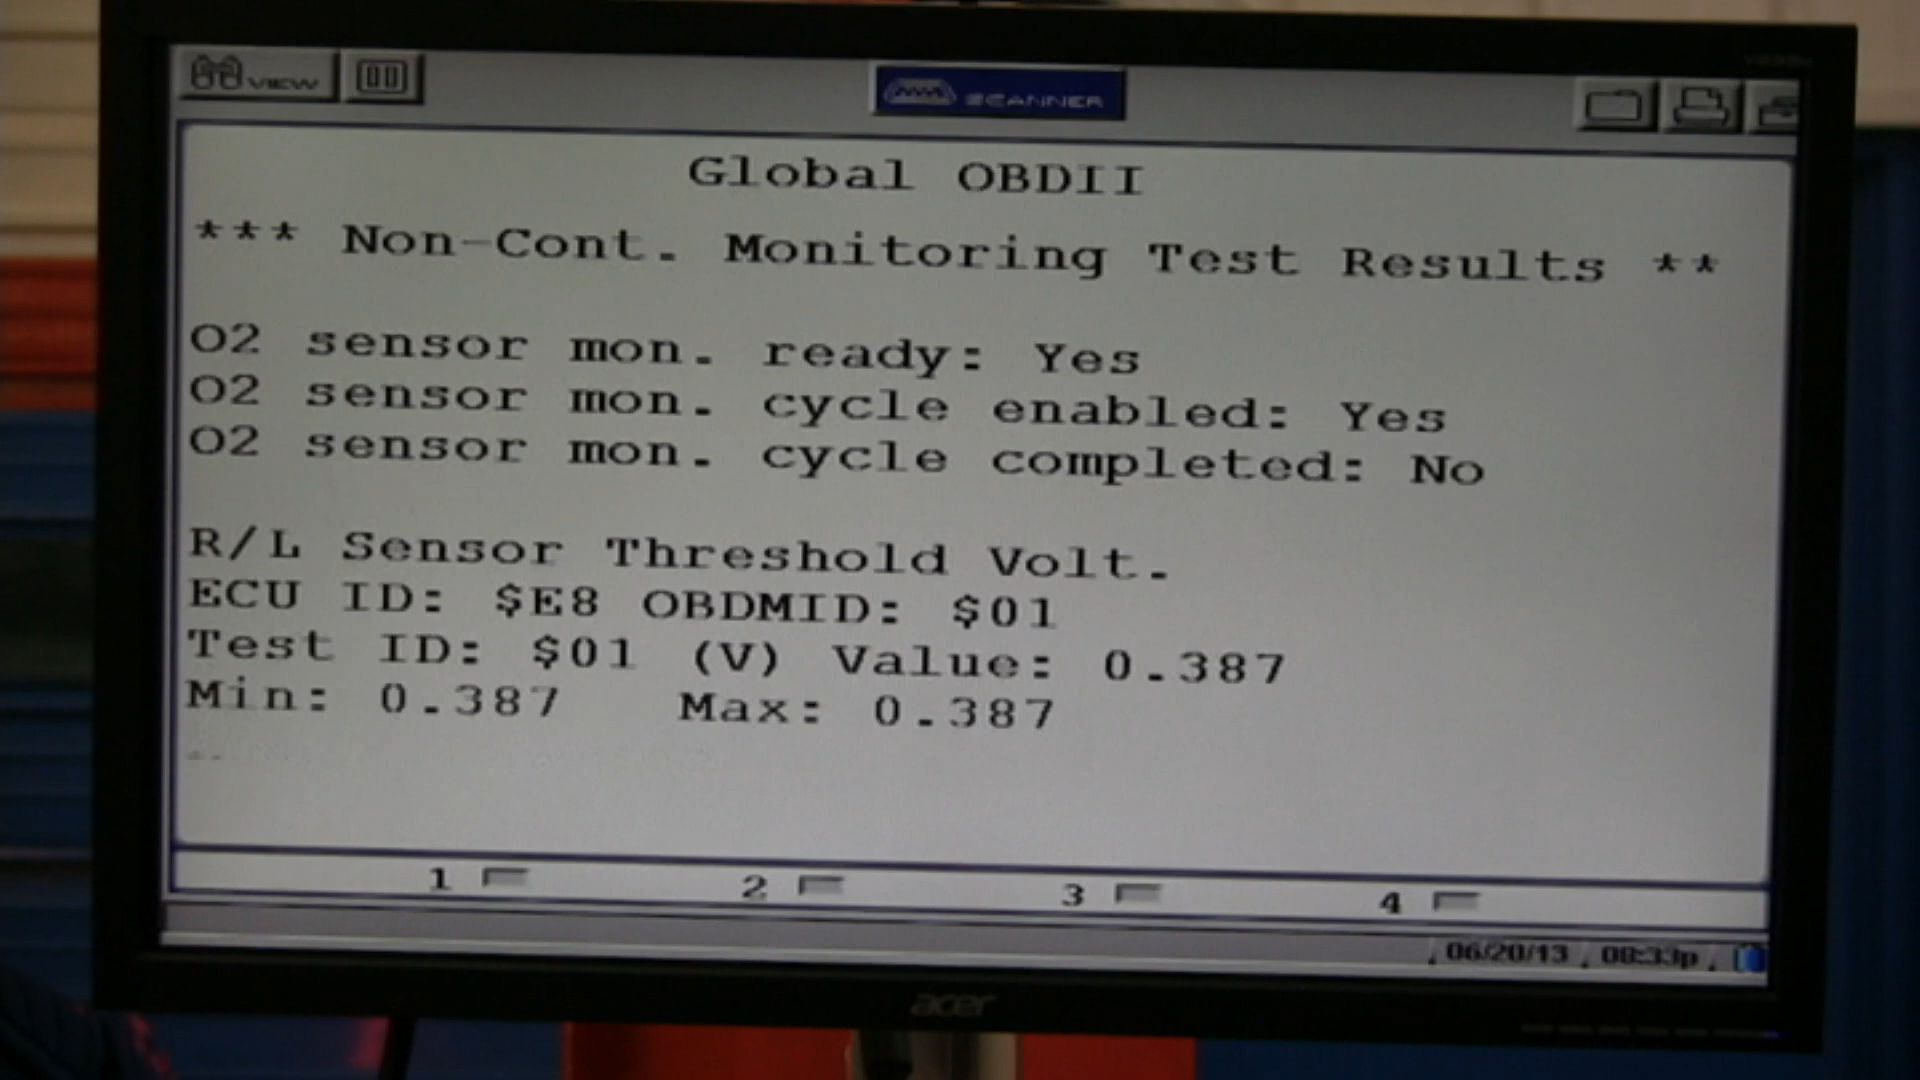 VIEW
SCANNER
Global OBDII
*** Non-Cont. Monitoring Test Results **
O2 sensor mon. ready: Yes
O2 sensor mon. cycle enabled: Yes
O2 sensor mon. cycle completed: No
R/L Sensor Threshold Volt.
ECU ID: $E8 OBDMID: $01
Test ID: $01 (V) Value: 0.387
Min: 0.387 Max: 0.387
1 2 3 4
06/20/13 08:33p
acer